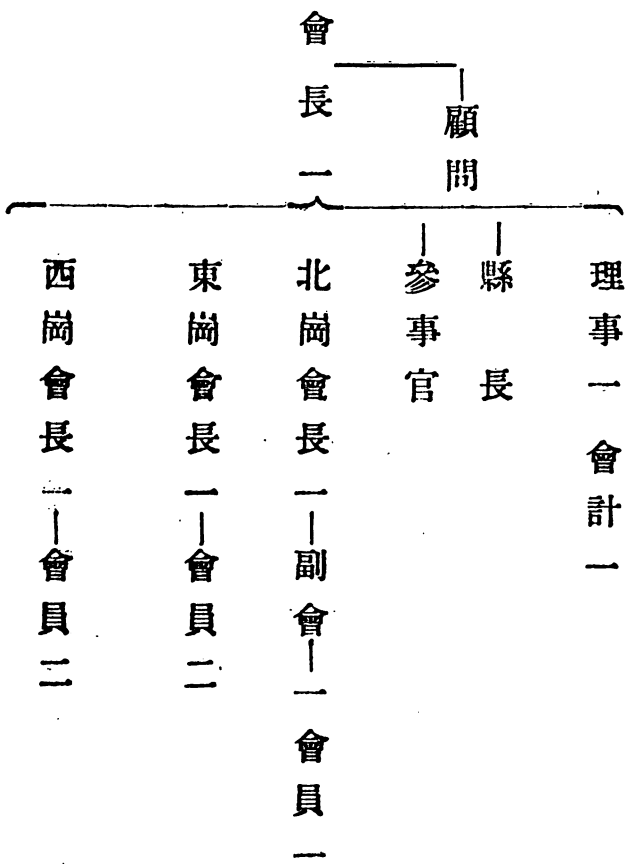 會長一
顧問
理事一 會計一
縣長
參事官
北崗會長一—副會—一會員一
東崗會長一—會員二
西崗會長一—會員二